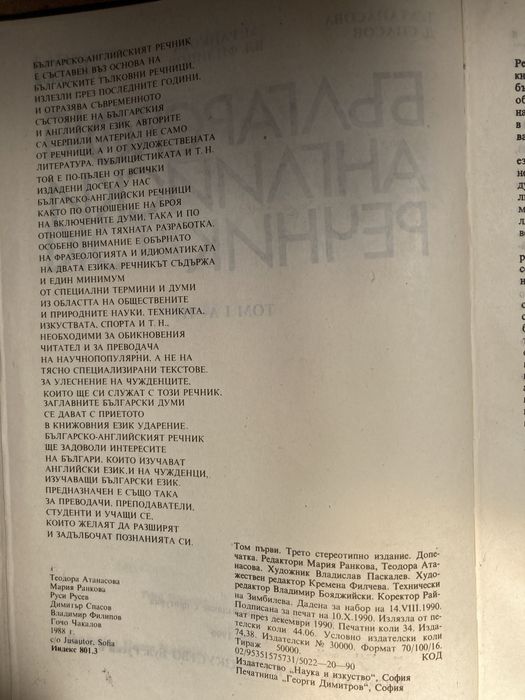 БЪЛГАРСКО-АНГЛИЙСКИЯТ РЕЧНИК
Е СЪСТАВЕН ВЪЗ ОСНОВА НА
БЪЛГАРСКИТЕ ТЪЛКОВНИ РЕЧНИЦИ,
ИЗЛЕЗЛИ ПРЕЗ ПОСЛЕДНИТЕ ГОДИНИ,
И ОТРАЗЯВА СЪВРЕМЕННОТО
СЪСТОЯНИЕ НА БЪЛГАРСКИЯ
И АНГЛИЙСКИЯ ЕЗИК. АВТОРИТЕ
СА ЧЕРПИЛИ МАТЕРИАЛ НЕ САМО
ОТ РЕЧНИЦИ, А И ОТ ХУДОЖЕСТВЕНАТА
ЛИТЕРАТУРА, ПУБЛИЦИСТИКАТА И Т. Н.
ТОЙ Е ПО-ПЪЛЕН ОТ ВСИЧКИ
ИЗДАДЕНИ ДОСЕГА У НАС
БЪЛГАРСКО-АНГЛИЙСКИ РЕЧНИЦИ
КАКТО ПО ОТНОШЕНИЕ НА БРОЯ
НА ВКЛЮЧЕНИТЕ ДУМИ, ТАКА И ПО
ОТНОШЕНИЕ НА ТЯХНАТА РАЗРАБОТКА.
ОСОБЕНО ВНИМАНИЕ Е ОБЪРНАТО
НА ФРАЗЕОЛОГИЯТА И ИДИОМАТИКАТА
НА ДВАТА ЕЗИКА. РЕЧНИКЪТ СЪДЪРЖА
И ЕДИН МИНИМУМ
ОТ СПЕЦИАЛНИ ТЕРМИНИ И ДУМИ
ИЗ ОБЛАСТТА НА ОБЩЕСТВЕНИТЕ
И ПРИРОДНИТЕ НАУКИ, ТЕХНИКАТА,
ИЗКУСТВАТА, СПОРТА И Т. Н.,
НЕОБХОДИМИ ЗА ОБИКНОВЕНИЯ
ЧИТАТЕЛ И ЗА ПРЕВОДАЧА
НА НАУЧНОПОПУЛЯРНИ, А НЕ НА
ТЯСНО СПЕЦИАЛИЗИРАНИ ТЕКСТОВЕ.
ЗА УЛЕСНЕНИЕ НА ЧУЖДЕНЦИТЕ,
КОИТО ЩЕ СИ СЛУЖАТ С ТОЗИ РЕЧНИК,
ЗАГЛАВНИТЕ БЪЛГАРСКИ ДУМИ
СЕ ДАВАТ С ПРИЕТОТО
В КНИЖОВНИЯ ЕЗИК УДАРЕНИЕ.
БЪЛГАРСКО-АНГЛИЙСКИЯТ РЕЧНИК
ЩЕ ЗАДОВОЛИ ИНТЕРЕСИТЕ
НА БЪЛГАРИ, КОИТО ИЗУЧАВАТ
АНГЛИЙСКИ ЕЗИК,И НА ЧУЖДЕНЦИ,
ИЗУЧАВАЩИ БЪЛГАРСКИ ЕЗИК.
ПРЕДНАЗНАЧЕН Е СЪЩО ТАКА
ЗА ПРЕВОДАЧИ, ПРЕПОДАВАТЕЛИ,
СТУДЕНТИ И УЧАЩИ СЕ,
КОИТО ЖЕЛАЯТ ДА РАЗШИРЯТ
И ЗАДЪЛБОЧАТ ПОЗНАНИЯТА СИ.
Теодора Атанасова
Мария Ранкова
Руси Русев
Димитър Спасов
Владимир Филипов
Гочо Чакалов
1988 г.
c/o Jusautor, Sofia
Индекс 801.3
Том първи. Трето стереотипно издание. Допе-
чатка. Редактори Мария Ранкова, Теодора Ата-
насова. Художник Владислав Паскалев. Худо-
жествен редактор Кремена Филчева. Технически
редактор Владимир Бояджийски. Коректор Рай-
на Зимбилева. Дадена за набор на 14.VIII.1990.
Подписана за печат на 10.X.1990. Излязла от пе-
чат през декември 1990. Печатни коли 34. Изда-
телски коли 44.06. Условно издателски коли
74.38. Издателски № 30000. Формат 70/100/16.
Тираж 50000. КОД
02/9535157 5731/5022—20—90
Издателство „Наука и изкуство", София
Печатница „Георги Димитров", София